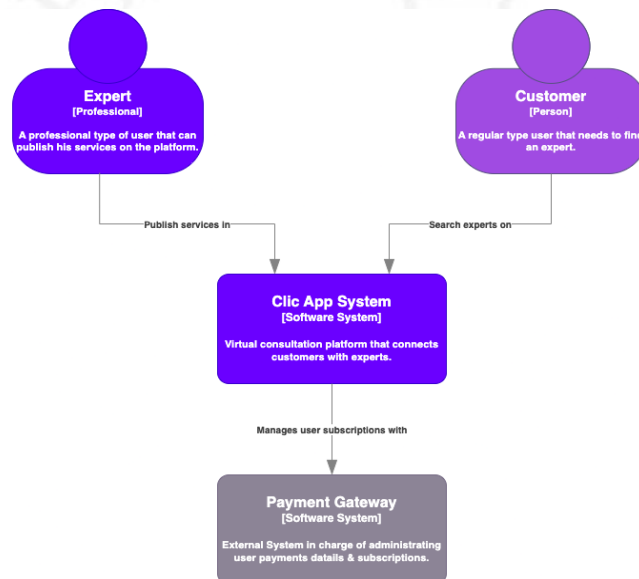 Expert
[Professional]
A professional type of user that can
publish his services on the platform.
Customer
[Person]
A regular type user that needs to find
an expert.
Publish services in
Search experts on
Clic App System
[Software System]
Virtual consultation platform that connects
customers with experts.
Manages user subscriptions with
Payment Gateway
[Software System]
External System in charge of administrating
user payments datails & subscriptions.